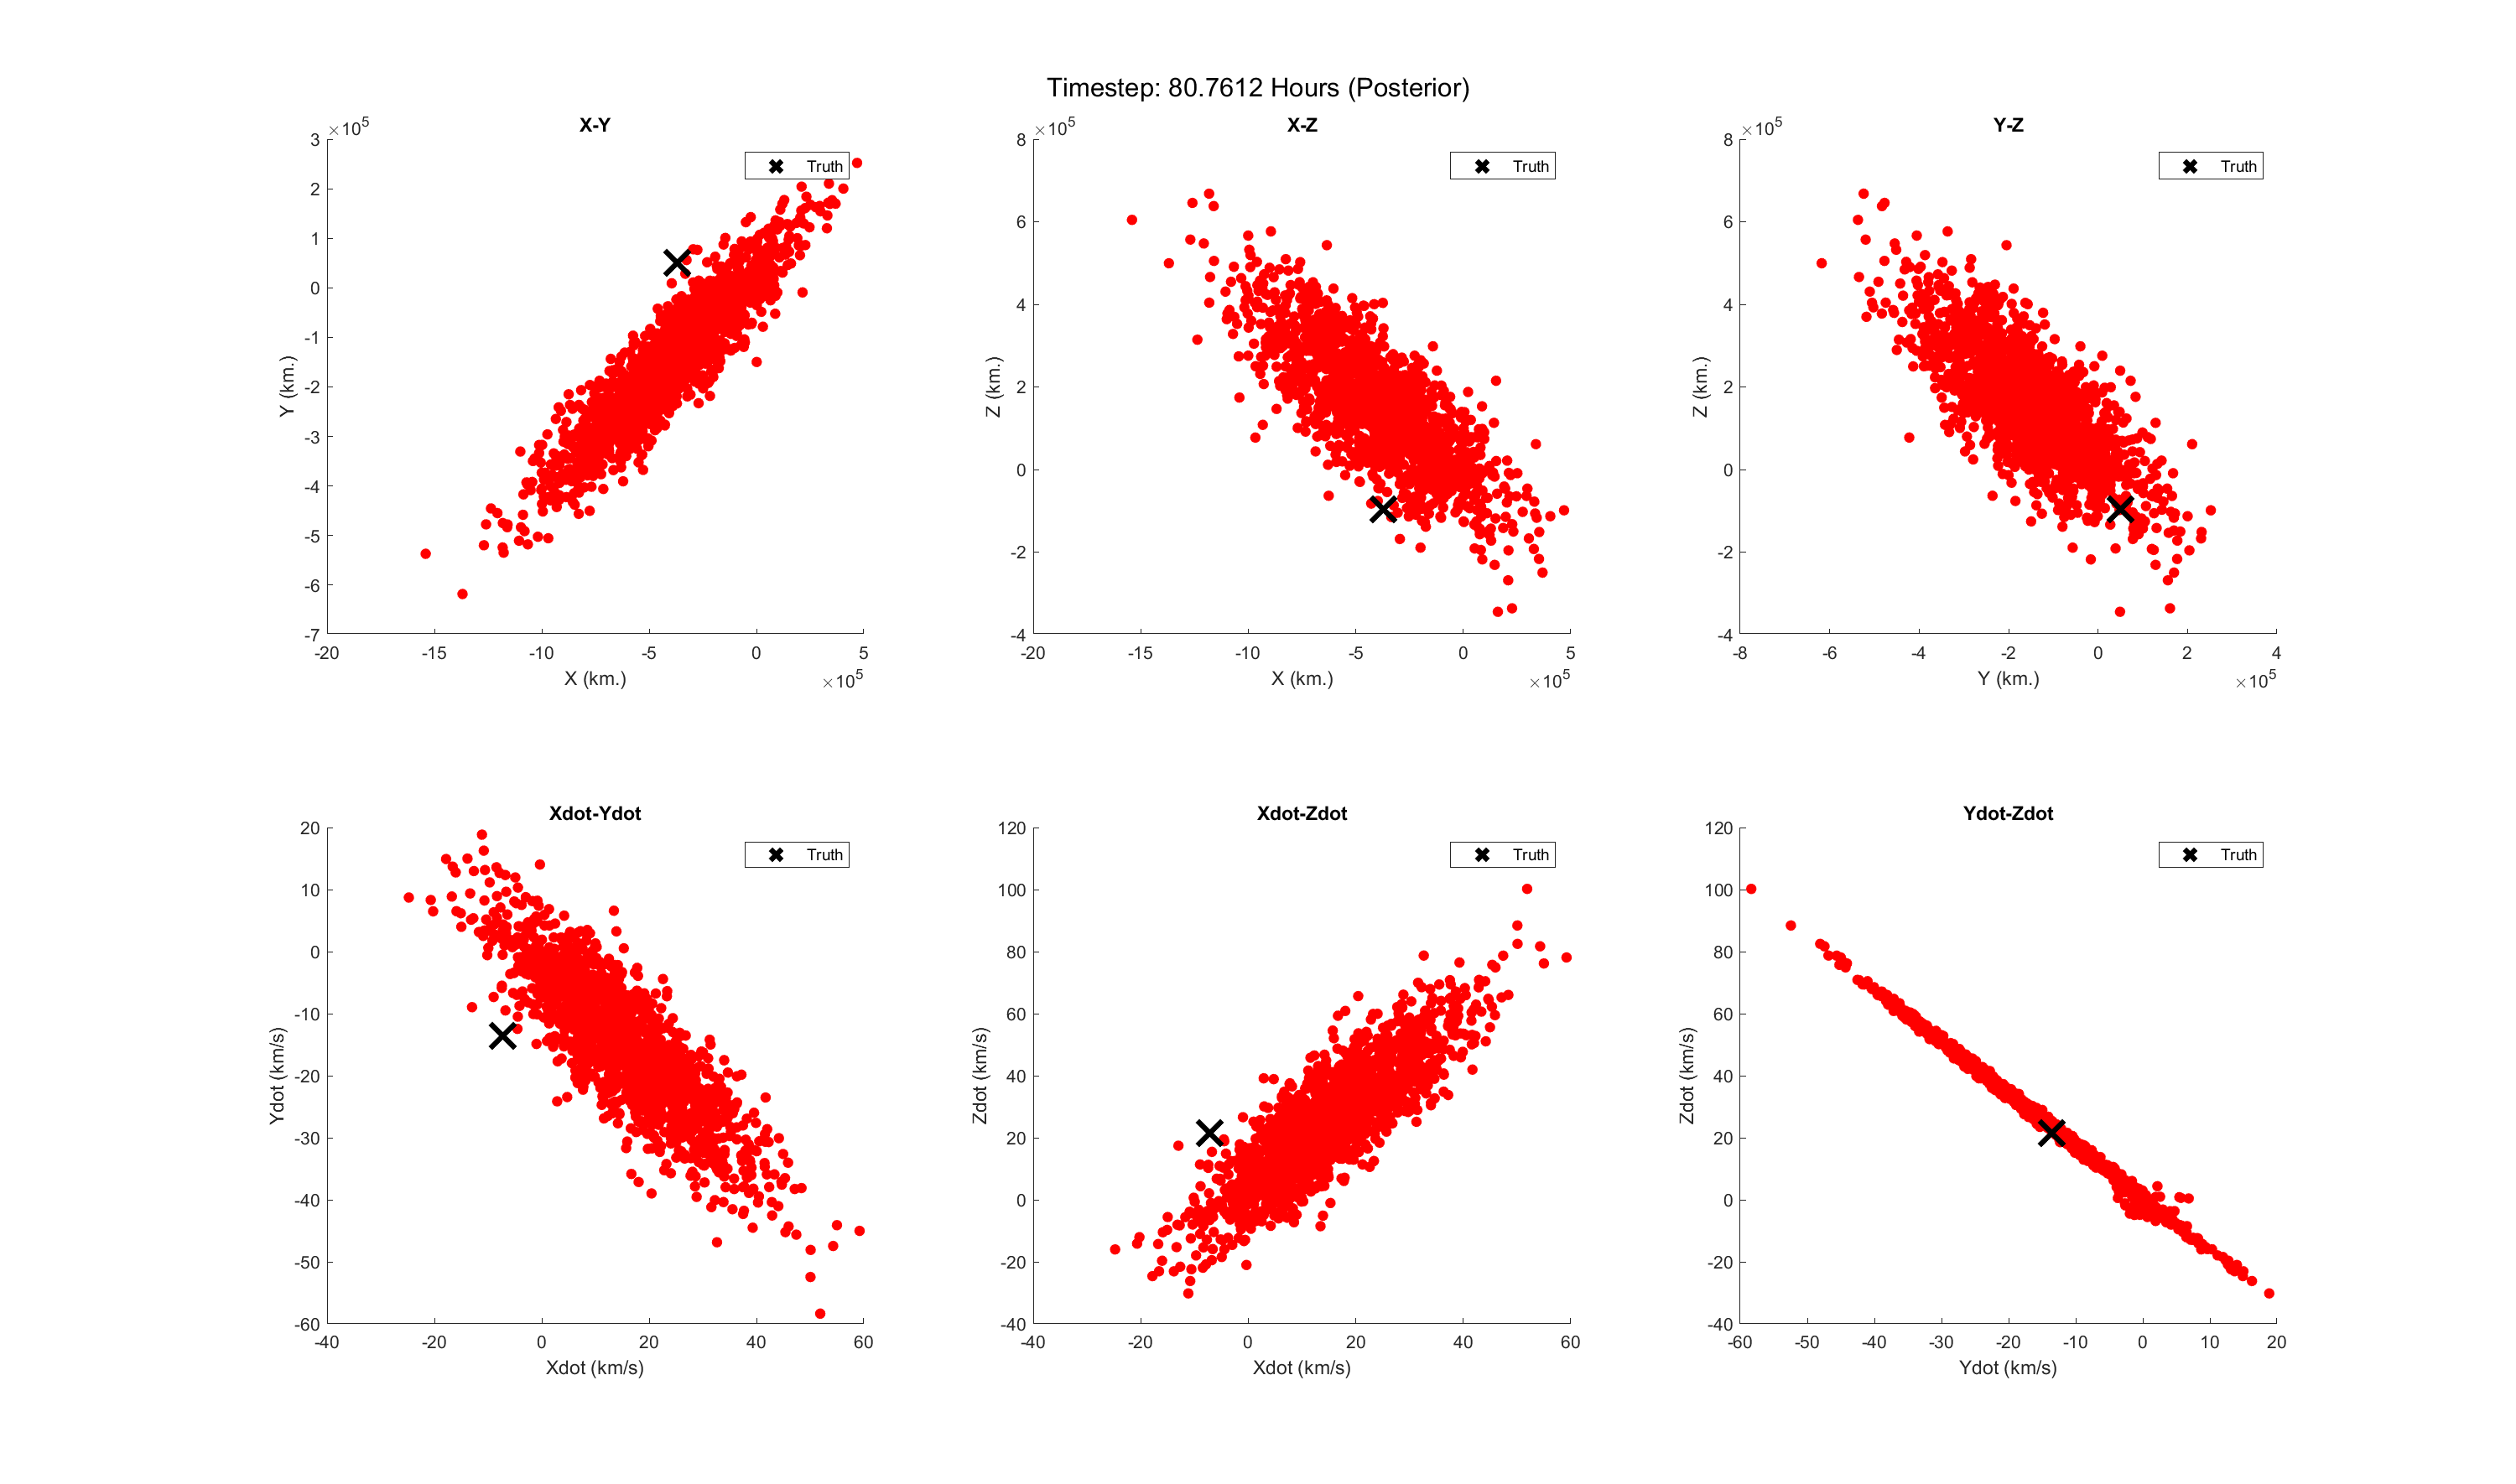 Timestep: 80.7612 Hours (Posterior)
X-Y
×10^5
3
2
1
0
-1
-2
-3
-4
-5
-6
-7
Y (km.)
Truth
-20 -15 -10 -5 0 5
X (km.)
×10^5
X-Z
×10^5
8
6
4
2
0
-2
-4
Z (km.)
Truth
-20 -15 -10 -5 0 5
X (km.)
×10^5
Y-Z
×10^5
8
6
4
2
0
-2
-4
Z (km.)
Truth
-8 -6 -4 -2 0 2 4
Y (km.)
×10^5
Xdot-Ydot
20
10
0
-10
-20
-30
-40
-50
-60
Ydot (km/s)
Truth
-40 -20 0 20 40 60
Xdot (km/s)
Xdot-Zdot
120
100
80
60
40
20
0
-20
-40
Zdot (km/s)
Truth
-40 -20 0 20 40 60
Xdot (km/s)
Ydot-Zdot
120
100
80
60
40
20
0
-20
-40
Zdot (km/s)
Truth
-60 -50 -40 -30 -20 -10 0 10 20
Ydot (km/s)